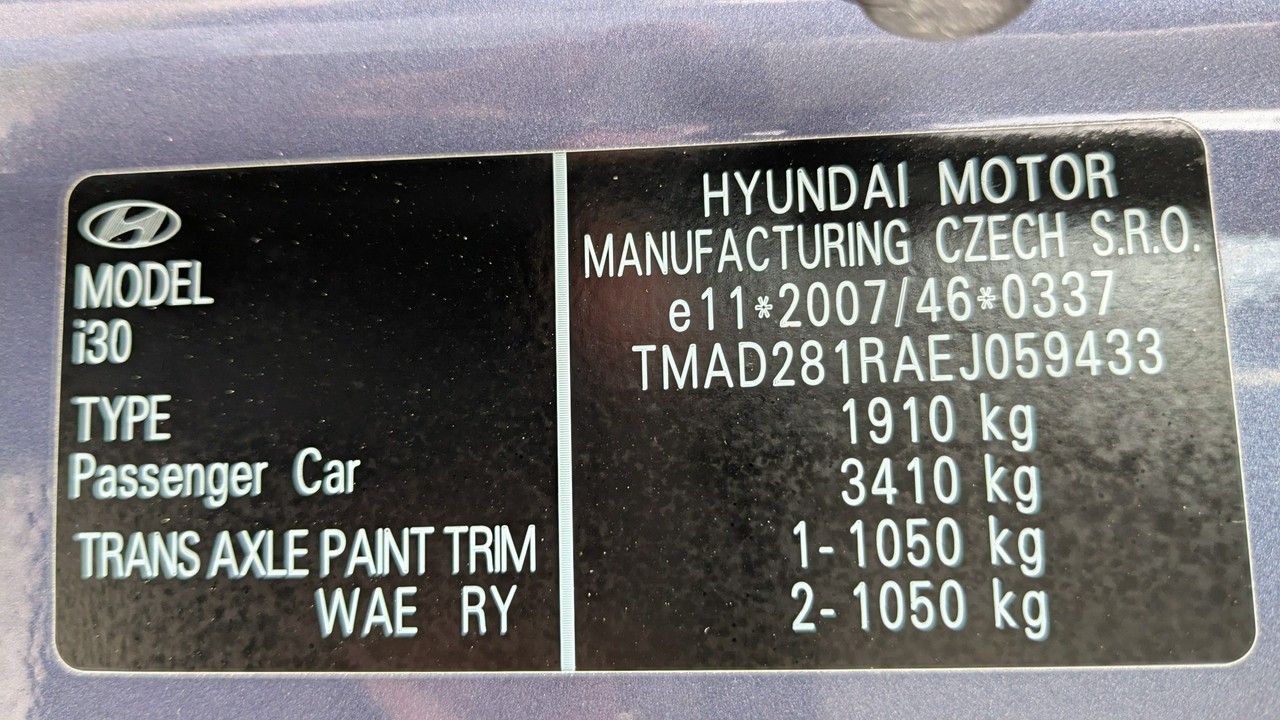 MODEL
i30
TYPE
Passenger Car
TRANS AXLE PAINT TRIM
WAE RY
HYUNDAI MOTOR
MANUFACTURING CZECH S.R.O.
e11*2007/46*0337
TMAD281RAEJ059433
1910 kg
3410 kg
1-1050 kg
2-1050 kg